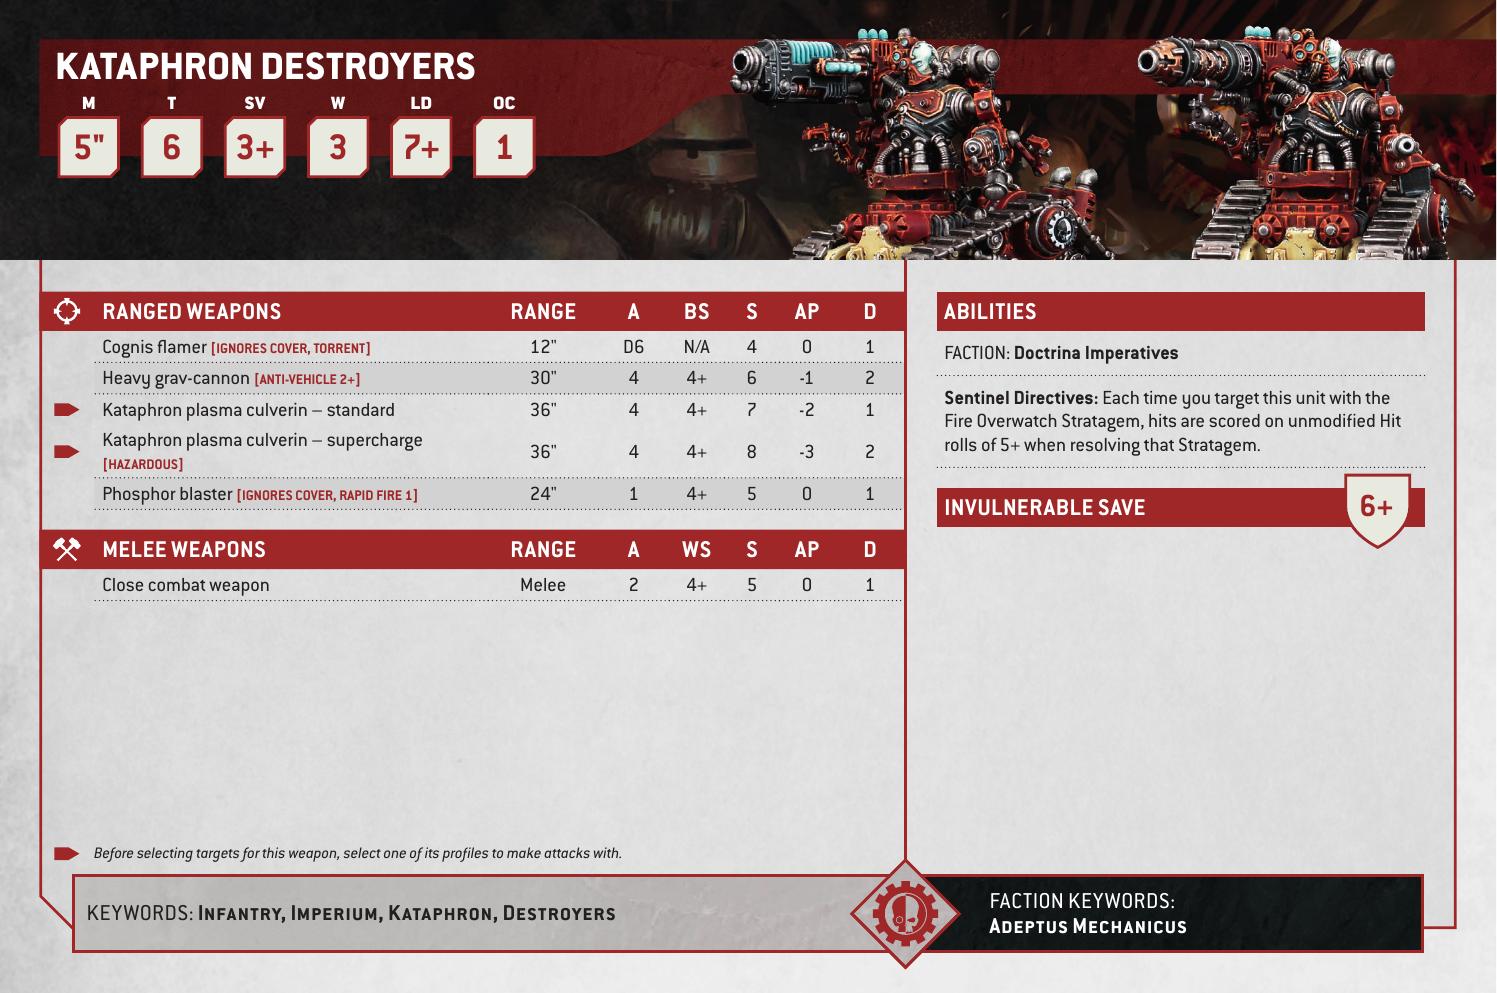 KATAPHRON DESTROYERS
M T SV W LD OC
5" 6 3+ 3 7+ 1
RANGED WEAPONS RANGE A BS S AP D
Cognis flamer [IGNORES COVER, TORRENT] 12" D6 N/A 4 0 1
Heavy grav-cannon [ANTI-VEHICLE 2+] 30" 4 4+ 6 -1 2
Kataphron plasma culverin – standard 36" 4 4+ 7 -2 1
Kataphron plasma culverin – supercharge
[HAZARDOUS] 36" 4 4+ 8 -3 2
Phosphor blaster [IGNORES COVER, RAPID FIRE 1] 24" 1 4+ 5 0 1
MELEE WEAPONS RANGE A WS S AP D
Close combat weapon Melee 2 4+ 5 0 1
Before selecting targets for this weapon, select one of its profiles to make attacks with.
ABILITIES
FACTION: Doctrina Imperatives
Sentinel Directives: Each time you target this unit with the
Fire Overwatch Stratagem, hits are scored on unmodified Hit
rolls of 5+ when resolving that Stratagem.
INVULNERABLE SAVE 6+
KEYWORDS: INFANTRY, IMPERIUM, KATAPHRON, DESTROYERS
FACTION KEYWORDS:
ADEPTUS MECHANICUS